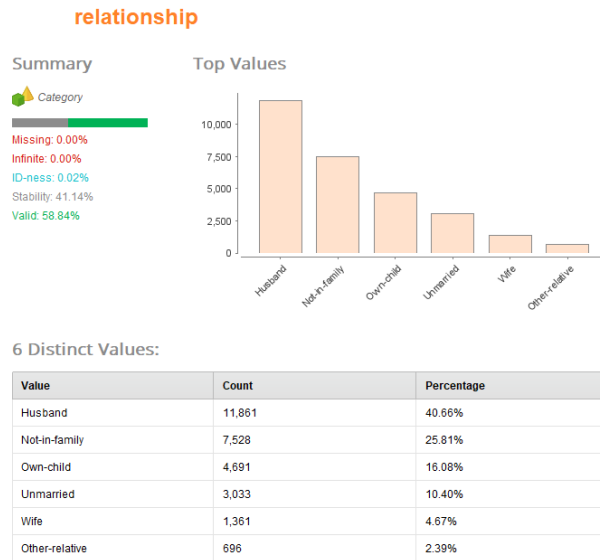 relationship
Summary
Top Values
Category
Missing: 0.00%
Infinite: 0.00%
ID-ness: 0.02%
Stability: 41.14%
Valid: 58.84%
10,000
7,500
5,000
2,500
0
Husband
Not-in-family
Own-child
Unmarried
Wife
Other-relative
6 Distinct Values:
Value Count Percentage
Husband 11,861 40.66%
Not-in-family 7,528 25.81%
Own-child 4,691 16.08%
Unmarried 3,033 10.40%
Wife 1,361 4.67%
Other-relative 696 2.39%